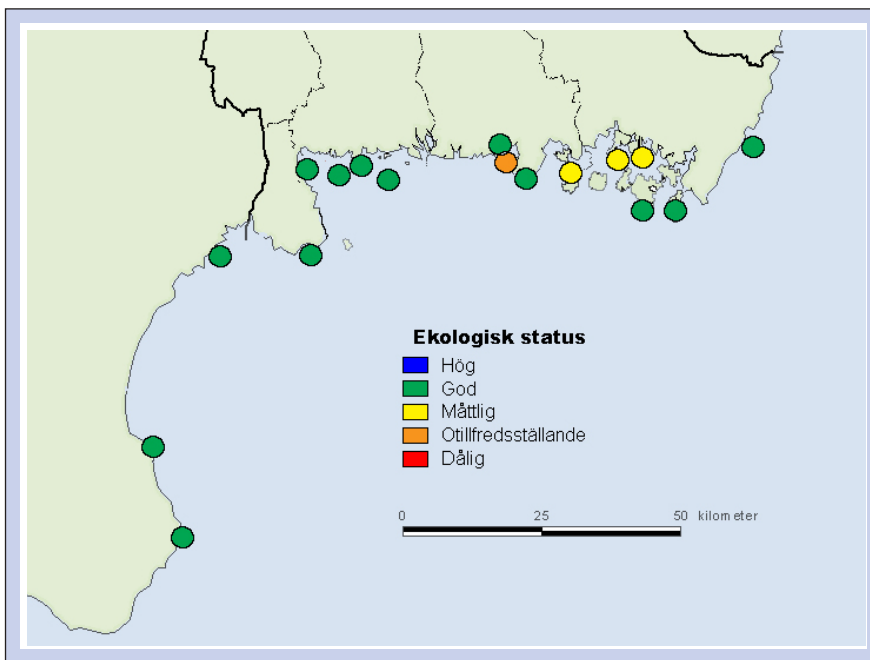 Ekologisk status
Hög
God
Måttlig
Otillfredsställande
Dålig
0 25 50 kilometer